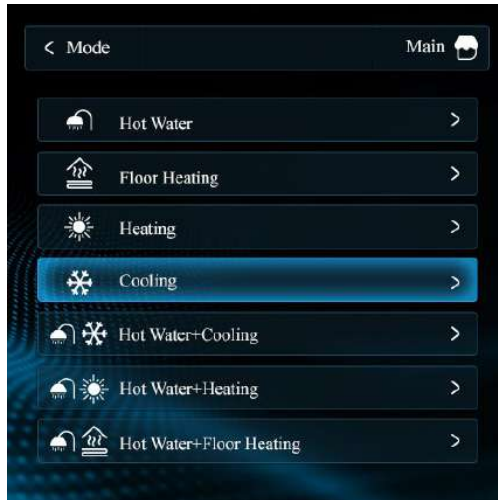 Mode
Main
Hot Water
Floor Heating
Heating
Cooling
Hot Water+Cooling
Hot Water+Heating
Hot Water+Floor Heating